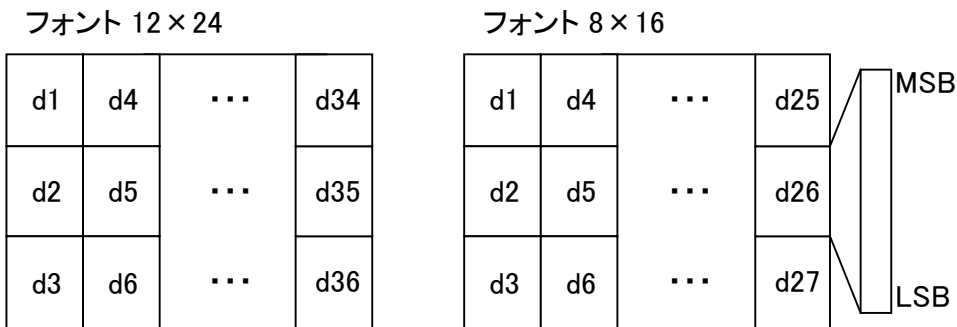 フォント 12×24
d1 d4 ・・・ d34
d2 d5 ・・・ d35
d3 d6 ・・・ d36
フォント 8×16
d1 d4 ・・・ d25
d2 d5 ・・・ d26
d3 d6 ・・・ d27
MSB
LSB